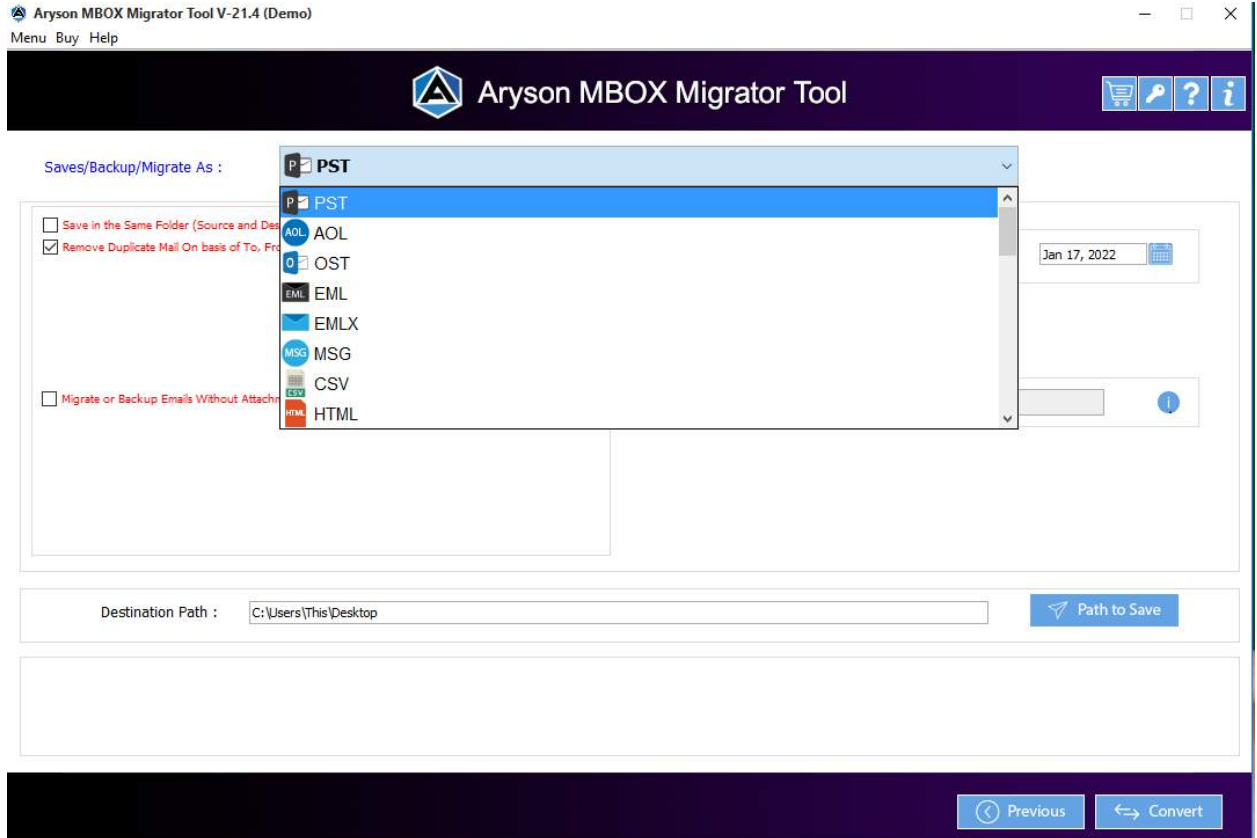 Aryson MBOX Migrator Tool V-21.4 (Demo)
Menu Buy Help
Aryson MBOX Migrator Tool
Saves/Backup/Migrate As :
PST
PST
AOL
OST
EML
EMLX
MSG
CSV
HTML
Save in the Same Folder (Source and Des
Remove Duplicate Mail On basis of To, Fro
Jan 17, 2022
Migrate or Backup Emails Without Attachm
Destination Path :
C:\Users\This\Desktop
Path to Save
Previous
Convert